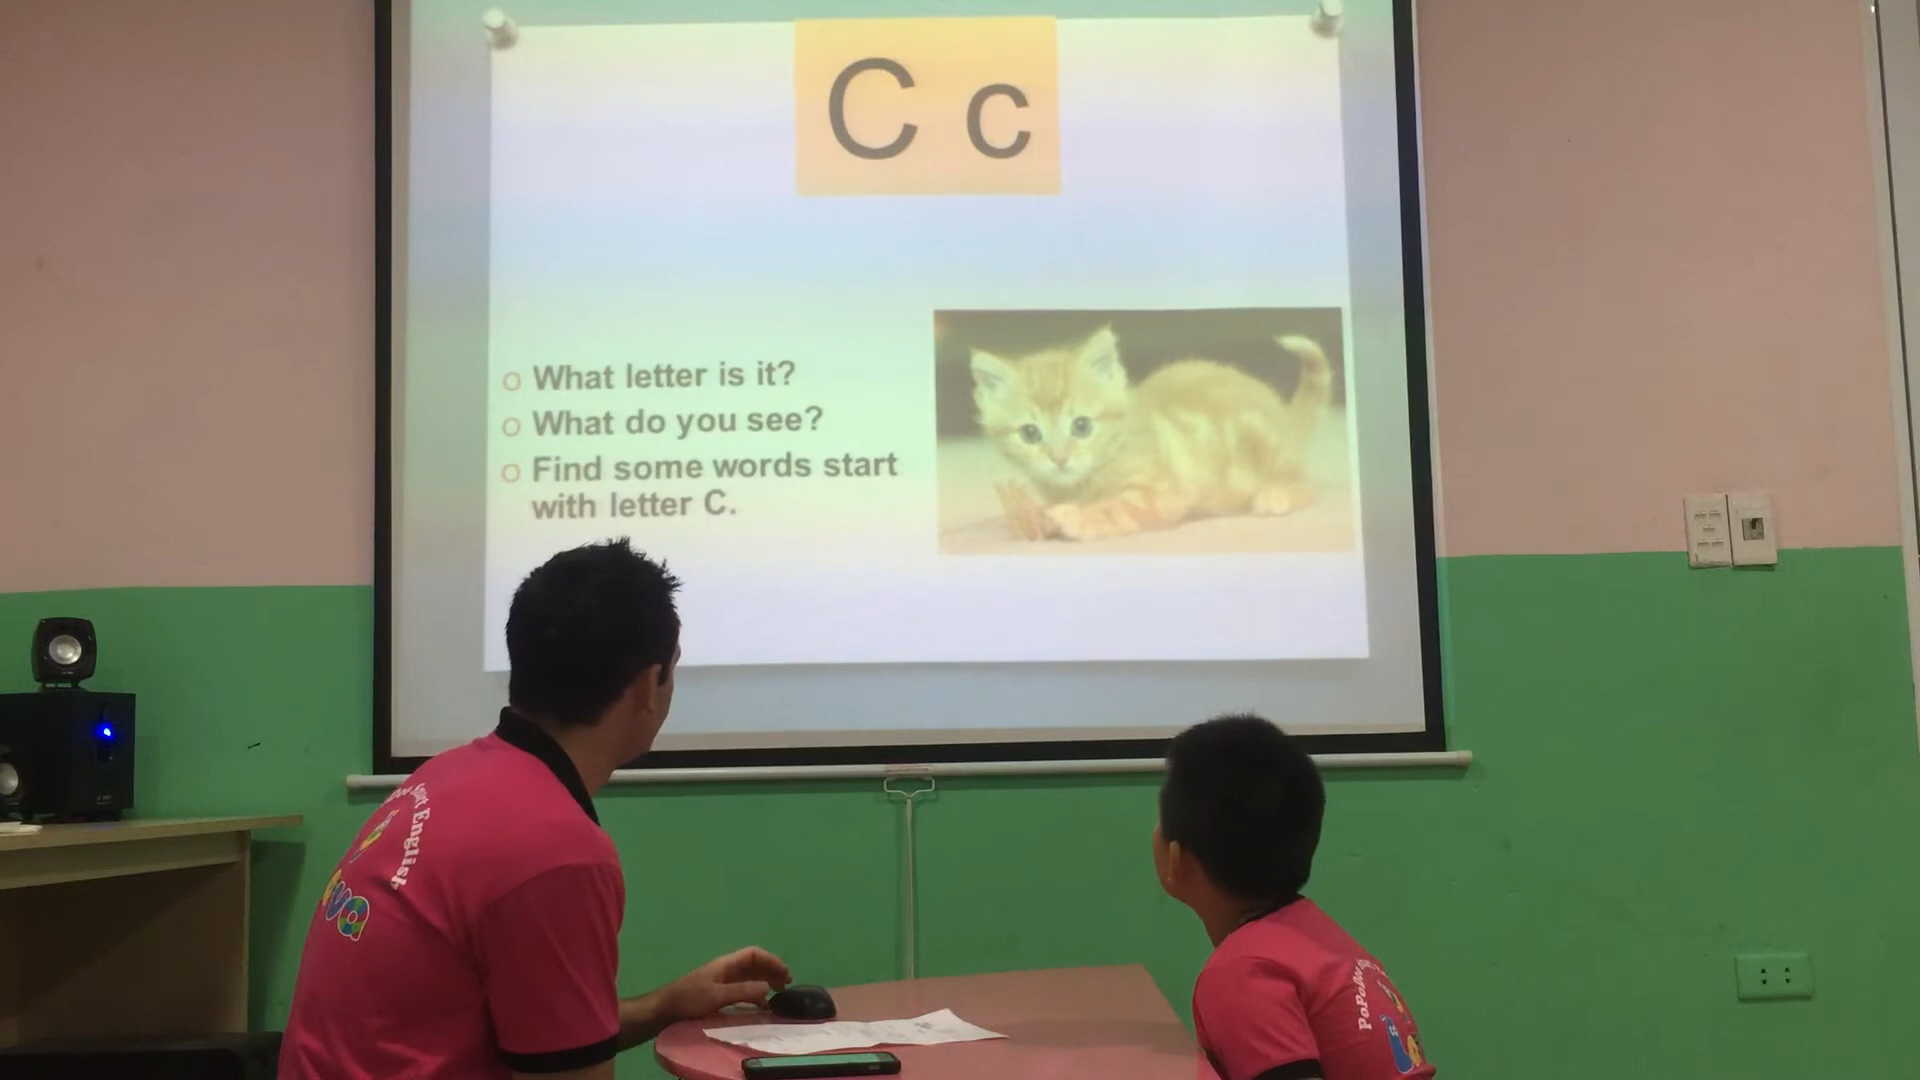 C c
What letter is it?
What do you see?
Find some words start
with letter C.
English